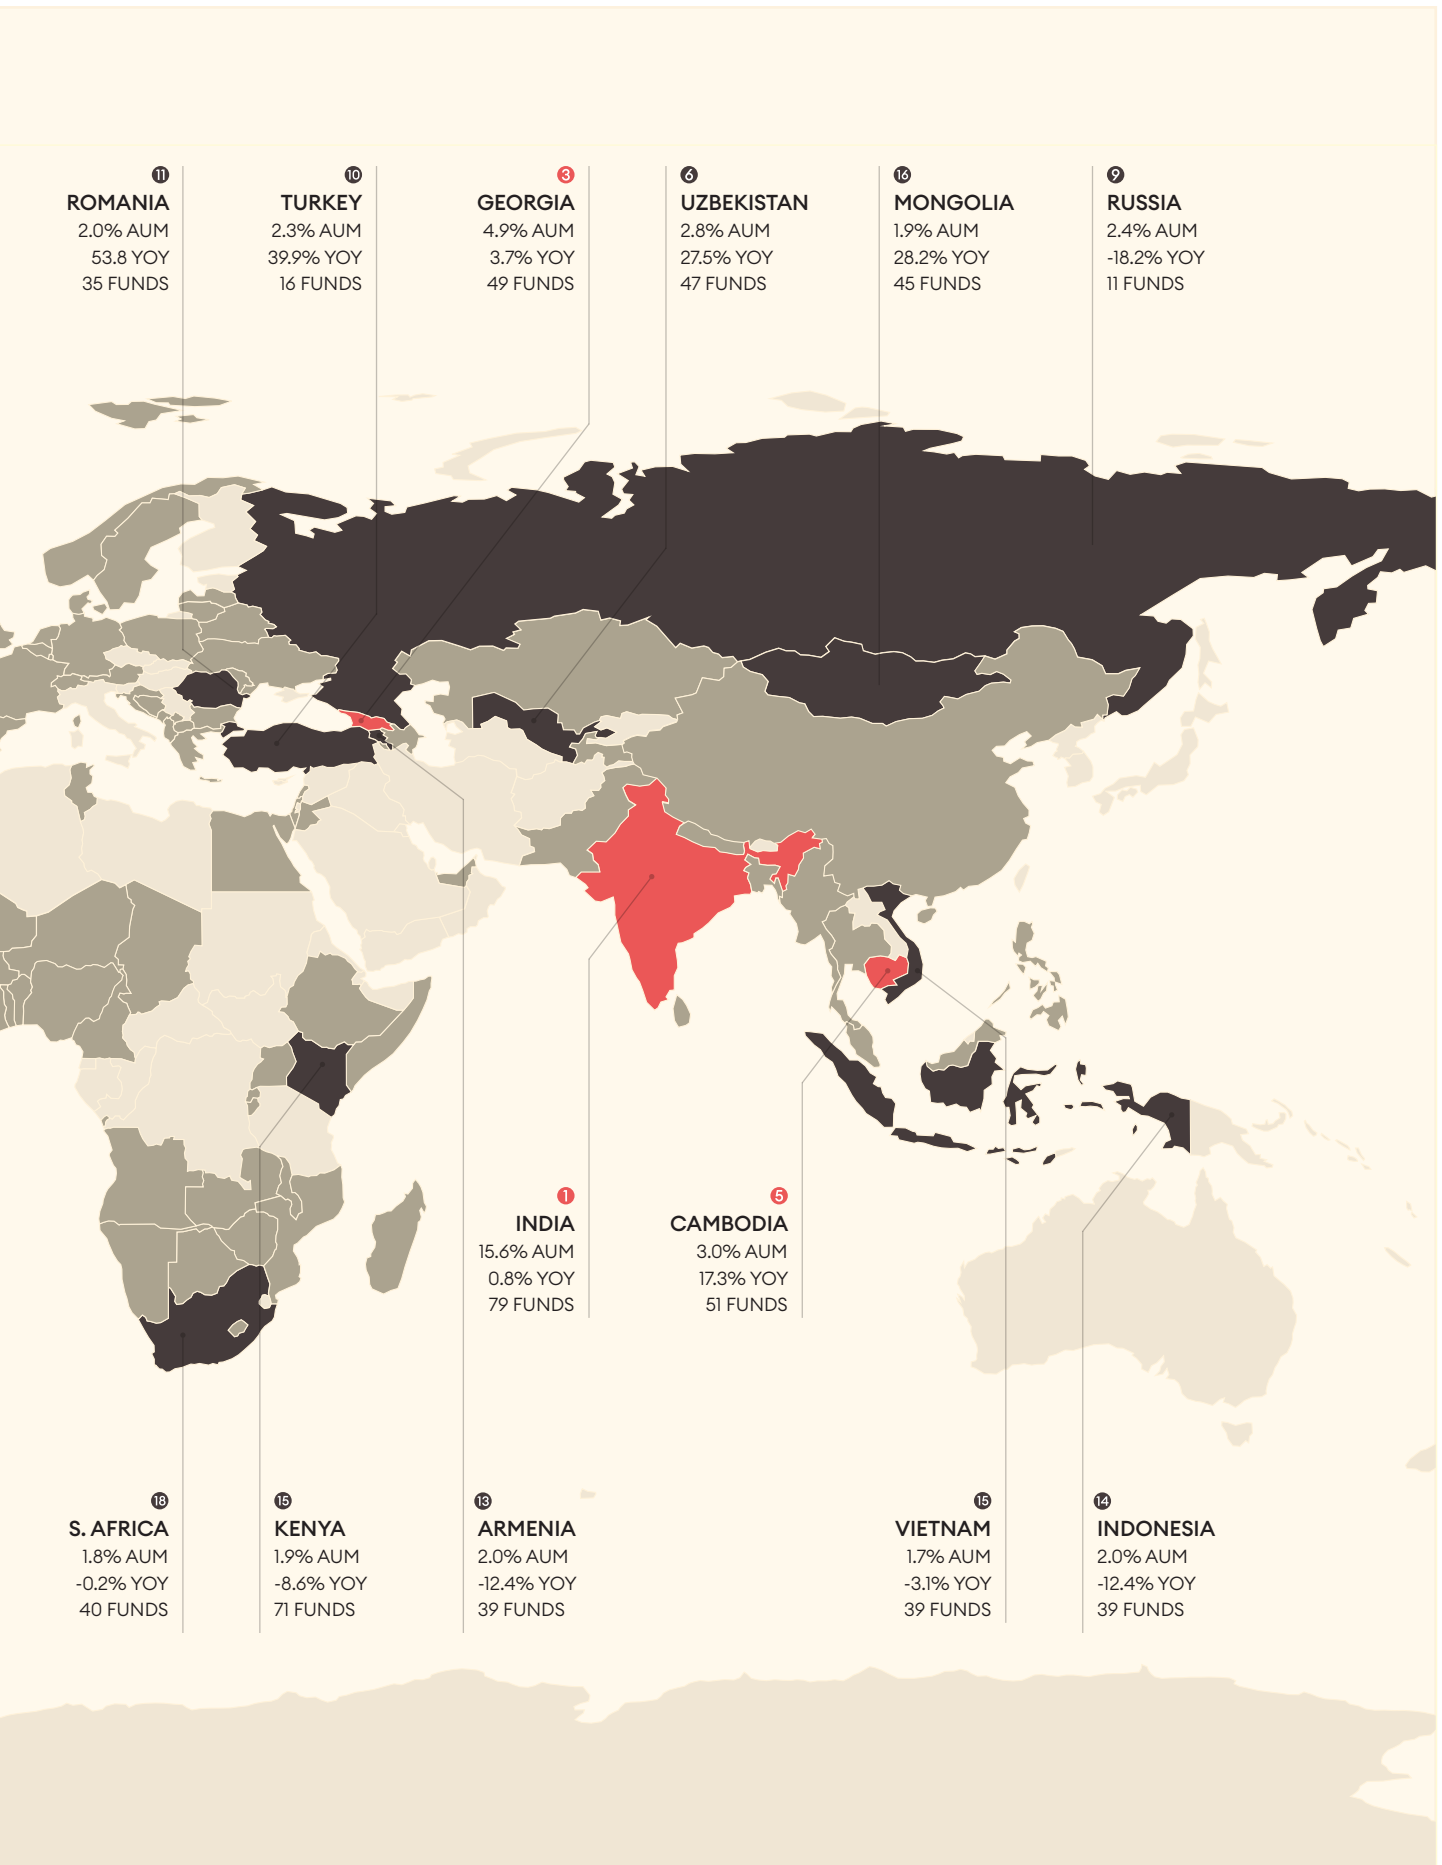 11
ROMANIA
2.0% AUM
53.8 YOY
35 FUNDS
10
TURKEY
2.3% AUM
39.9% YOY
16 FUNDS
3
GEORGIA
4.9% AUM
3.7% YOY
49 FUNDS
6
UZBEKISTAN
2.8% AUM
27.5% YOY
47 FUNDS
16
MONGOLIA
1.9% AUM
28.2% YOY
45 FUNDS
9
RUSSIA
2.4% AUM
-18.2% YOY
11 FUNDS
1
INDIA
15.6% AUM
0.8% YOY
79 FUNDS
5
CAMBODIA
3.0% AUM
17.3% YOY
51 FUNDS
18
S. AFRICA
1.8% AUM
-0.2% YOY
40 FUNDS
15
KENYA
1.9% AUM
-8.6% YOY
71 FUNDS
13
ARMENIA
2.0% AUM
-12.4% YOY
39 FUNDS
15
VIETNAM
1.7% AUM
-3.1% YOY
39 FUNDS
14
INDONESIA
2.0% AUM
-12.4% YOY
39 FUNDS